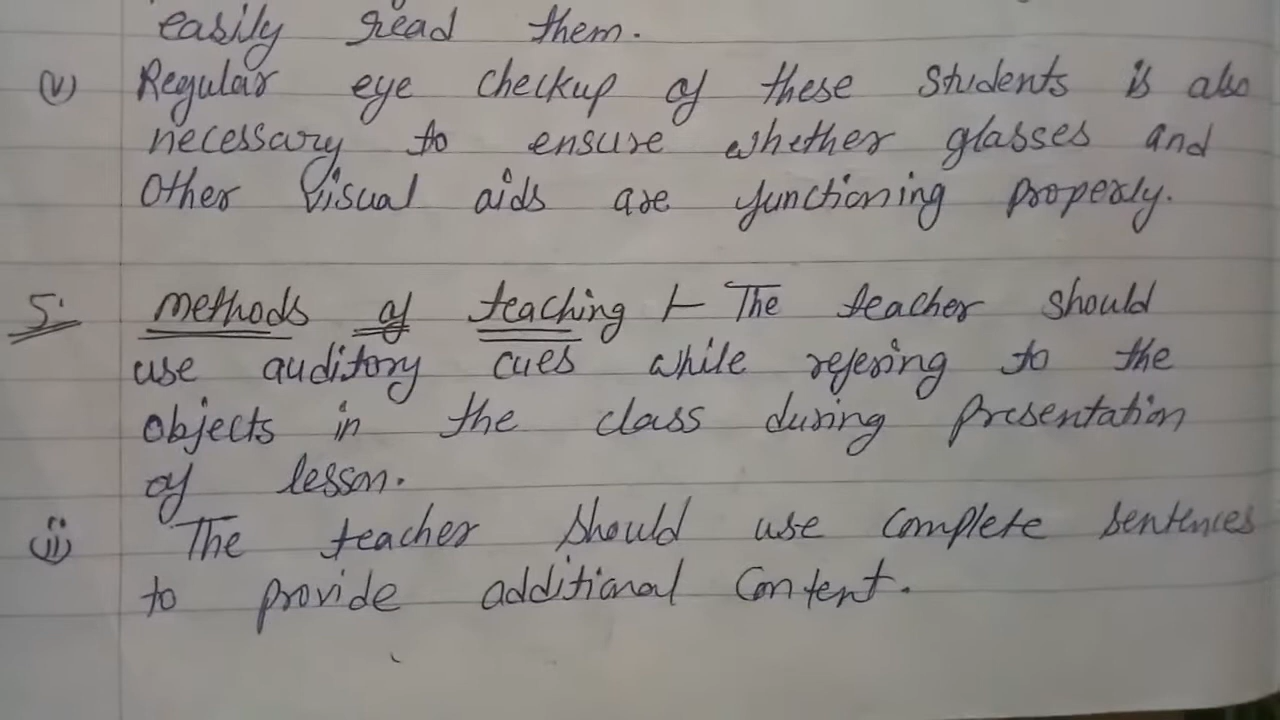 easily read them.
(v) Regular eye checkup of these students is also
necessary to ensure whether glasses and
other visual aids are functioning properly.
5. methods of teaching :- The teacher should
use auditory cues while refering to the
objects in the class during presentation
of lesson.
(ii) The teacher should use complete sentences
to provide additional content.